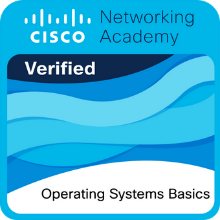 Networking
CISCO Academy
Verified
Operating Systems Basics